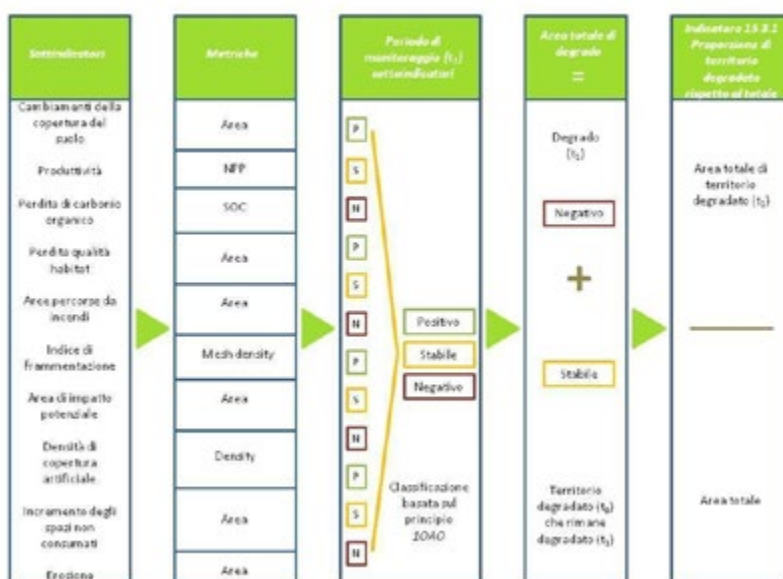 Sottoindicatori
Metriche
Periodo di
monitoraggio (t₁)
sottoindicatori
Area totale di
degrado
=
Indicatore 15.3.1
Proporzione di
territorio
degradato
rispetto al totale
Cambiamenti della
copertura del
suolo
Produttività
Perdita di carbonio
organico
Perdita qualità
habitat
Aree percorse da
incendi
Indice di
frammentazione
Area di impatto
potenziale
Densità di
copertura
artificiale
Incremento degli
spazi non
consumati
Erosione
Area
NPP
SOC
Area
Area
Mesh density
Area
Density
Area
Area
P
S
N
P
S
N
P
S
N
P
S
N
Positivo
Stabile
Negativo
Classificazione
basata sul
principio
1OAO
Degrado
(t₁)
Negativo
+
Stabile
Territorio
degradato (t₀)
che rimane
degradato (t₁)
Area totale di
territorio
degradato (t₁)
Area totale